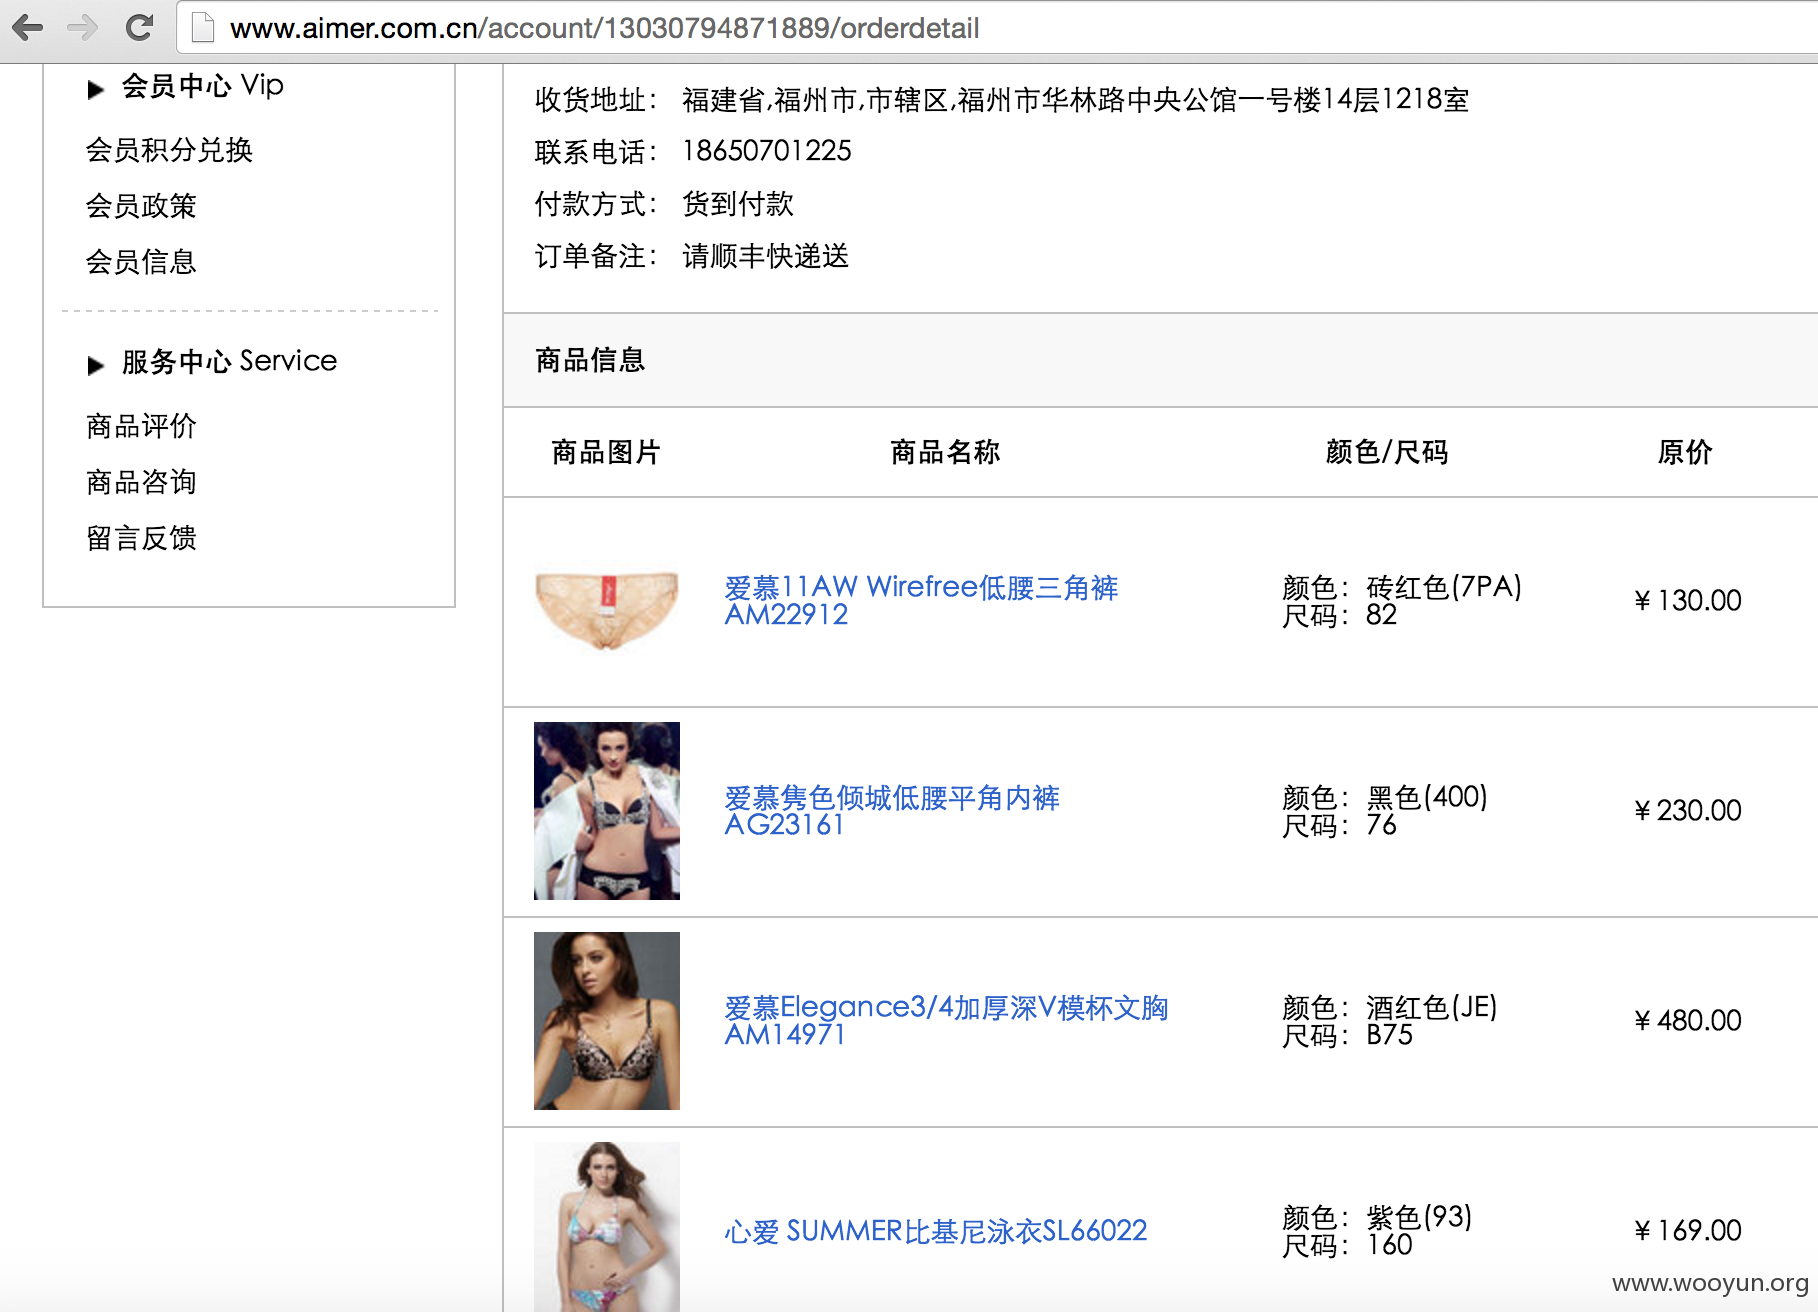 www.aimer.com.cn/account/13030794871889/orderdetail
会员中心 Vip
会员积分兑换
会员政策
会员信息
服务中心 Service
商品评价
商品咨询
留言反馈
收货地址： 福建省,福州市,市辖区,福州市华林路中央公馆一号楼14层1218室
联系电话： 18650701225
付款方式： 货到付款
订单备注： 请顺丰快递送
商品信息
商品图片 商品名称 颜色/尺码 原价
爱慕11AW Wirefree低腰三角裤
AM22912
颜色： 砖红色(7PA)
尺码： 82
¥ 130.00
爱慕隽色倾城低腰平角内裤
AG23161
颜色： 黑色(400)
尺码： 76
¥ 230.00
爱慕Elegance3/4加厚深V模杯文胸
AM14971
颜色： 酒红色(JE)
尺码： B75
¥ 480.00
心爱 SUMMER比基尼泳衣SL66022
颜色： 紫色(93)
尺码： 160
¥ 169.00
www.wooyun.org